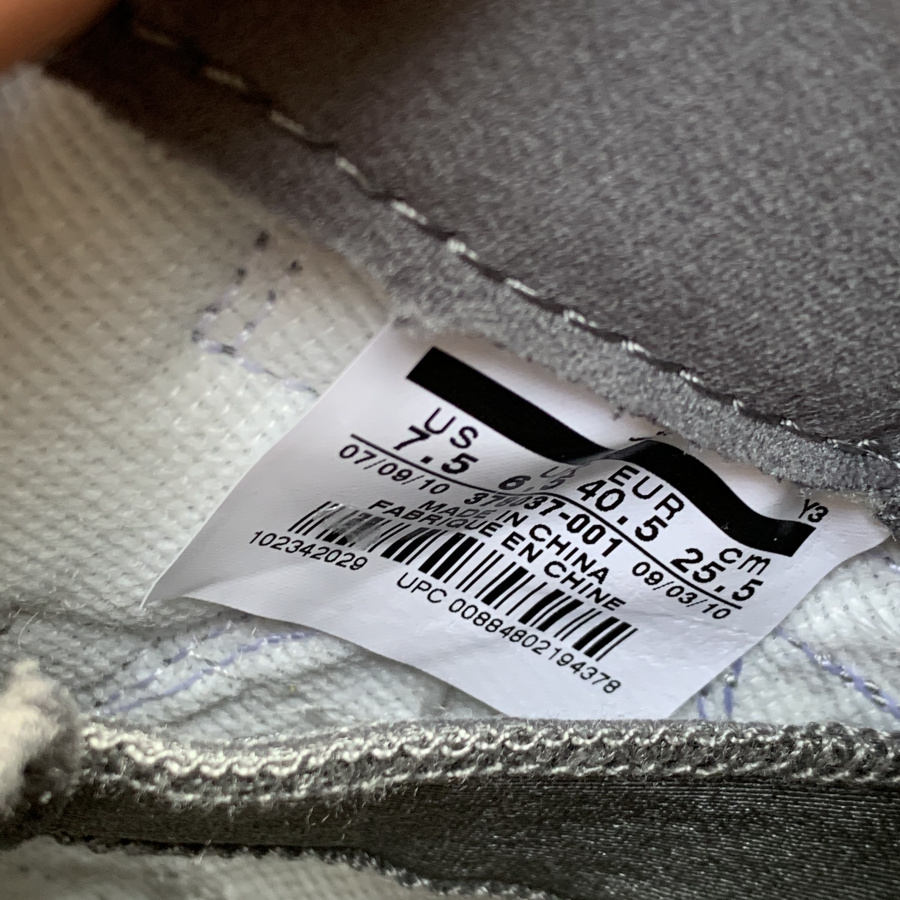 US EUR cm Y3
7.5 40.5 25.5
07/09/10 09/03/10
MADE IN CHINA
FABRIQUE EN CHINE
102342029
UPC 00884802194378